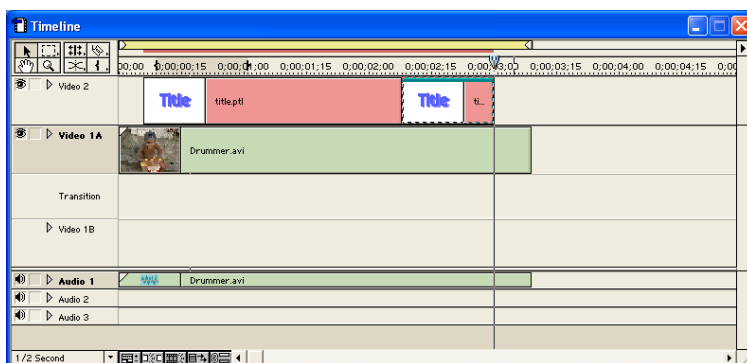 Timeline
00;00 0;00;00;15 0;00;01;00 0;00;01;15 0;00;02;00 0;00;02;15 0;00;03;00 0;00;03;15 0;00;04;00 0;00;04;15 0;00
Video 2
Title title.ptl Title ti...
Video 1A
Drummer.avi
Transition
Video 1B
Audio 1 Drummer.avi
Audio 2
Audio 3
1/2 Second